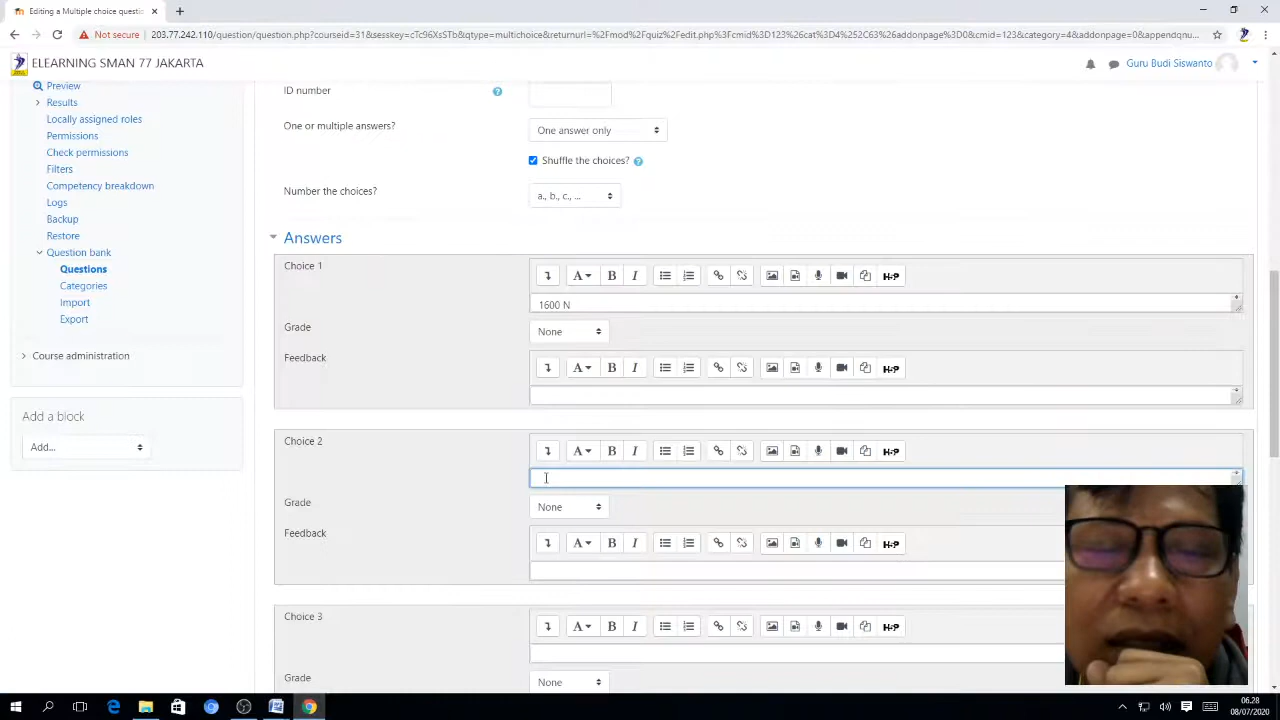 Editing a Multiple choice questio
Not secure | 203.77.242.110/question/question.php?courseid=31&sesskey=cTc96XsSTb&qtype=multichoice&returnurl=%2Fmod%2Fquiz%2Fedit.php%3Fcmid%3D123%26cat%3D4%252C63%26addonpage%3D0&cmid=123&category=4&addonpage=0&appendqnu...
ELEARNING SMAN 77 JAKARTA
Guru Budi Siswanto
Preview
Results
Locally assigned roles
Permissions
Check permissions
Filters
Competency breakdown
Logs
Backup
Restore
Question bank
Questions
Categories
Import
Export
Course administration
Add a block
Add...
ID number
One or multiple answers?
One answer only
Shuffle the choices?
Number the choices?
a., b., c., ...
Answers
Choice 1
A B I H-P
1600 N
Grade
None
Feedback
A B I H-P
Choice 2
A B I H-P
Grade
None
Feedback
A B I H-P
Choice 3
A B I H-P
Grade
None
06.28
08/07/2020